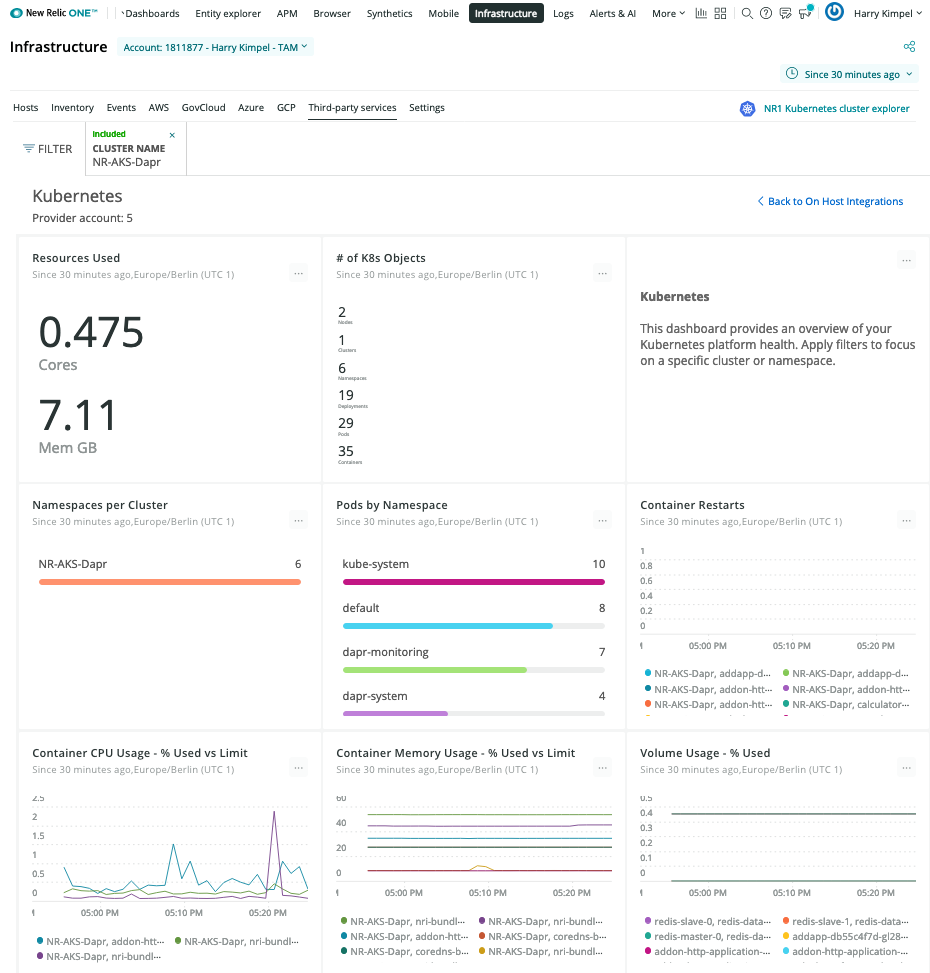 New Relic ONE™
Dashboards Entity explorer APM Browser Synthetics Mobile Infrastructure Logs Alerts & AI More Harry Kimpel
Infrastructure Account: 1811877 - Harry Kimpel - TAM
Since 30 minutes ago
Hosts Inventory Events AWS GovCloud Azure GCP Third-party services Settings NR1 Kubernetes cluster explorer
Included
FILTER CLUSTER NAME
NR-AKS-Dapr
Kubernetes
Provider account: 5
Back to On Host Integrations
Resources Used
Since 30 minutes ago,Europe/Berlin (UTC 1)
0.475
Cores
7.11
Mem GB
# of K8s Objects
Since 30 minutes ago,Europe/Berlin (UTC 1)
2
Nodes
1
Clusters
6
Namespaces
19
Deployments
29
Pods
35
Containers
Kubernetes
This dashboard provides an overview of your
Kubernetes platform health. Apply filters to focus
on a specific cluster or namespace.
Namespaces per Cluster
Since 30 minutes ago,Europe/Berlin (UTC 1)
NR-AKS-Dapr 6
Pods by Namespace
Since 30 minutes ago,Europe/Berlin (UTC 1)
kube-system 10
default 8
dapr-monitoring 7
dapr-system 4
Container Restarts
Since 30 minutes ago,Europe/Berlin (UTC 1)
1
0.8
0.6
0.4
0.2
0
05:00 PM 05:10 PM 05:20 PM
NR-AKS-Dapr, addapp-d... NR-AKS-Dapr, addapp-d...
NR-AKS-Dapr, addon-htt... NR-AKS-Dapr, addon-htt...
NR-AKS-Dapr, addon-htt... NR-AKS-Dapr, calculator...
Container CPU Usage - % Used vs Limit
Since 30 minutes ago,Europe/Berlin (UTC 1)
2.5
2
1.5
1
0.5
0
05:00 PM 05:10 PM 05:20 PM
NR-AKS-Dapr, addon-htt... NR-AKS-Dapr, nri-bundl...
NR-AKS-Dapr, nri-bundl...
Container Memory Usage - % Used vs Limit
Since 30 minutes ago,Europe/Berlin (UTC 1)
60
40
20
0
05:00 PM 05:10 PM 05:20 PM
NR-AKS-Dapr, nri-bundl... NR-AKS-Dapr, nri-bundl...
NR-AKS-Dapr, addon-htt... NR-AKS-Dapr, coredns-b...
NR-AKS-Dapr, coredns-b... NR-AKS-Dapr, nri-bundl...
Volume Usage - % Used
Since 30 minutes ago,Europe/Berlin (UTC 1)
0.5
0.4
0.3
0.2
0.1
0
05:00 PM 05:10 PM 05:20 PM
redis-slave-0, redis-data... redis-slave-1, redis-data...
redis-master-0, redis-da... addapp-db55c4f7d-gl28...
addon-http-application-... addon-http-application-...